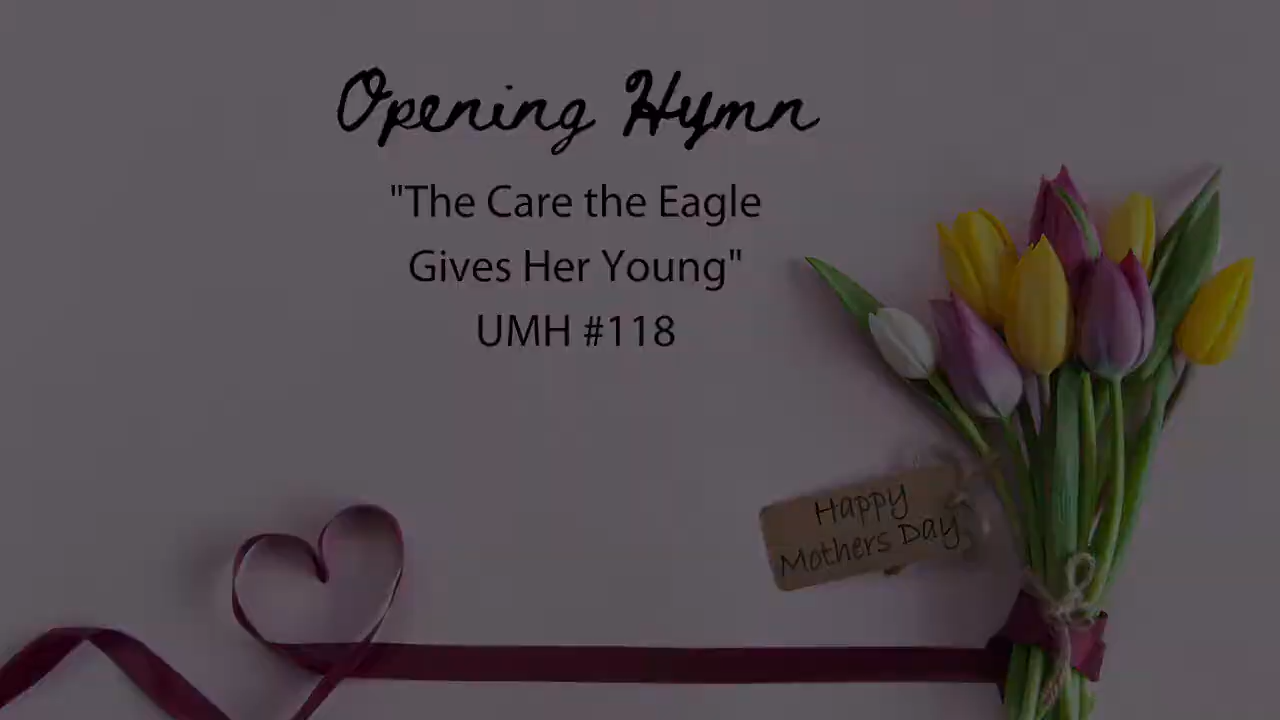 Opening Hymn
"The Care the Eagle
Gives Her Young"
UMH #118
Happy
Mothers Day